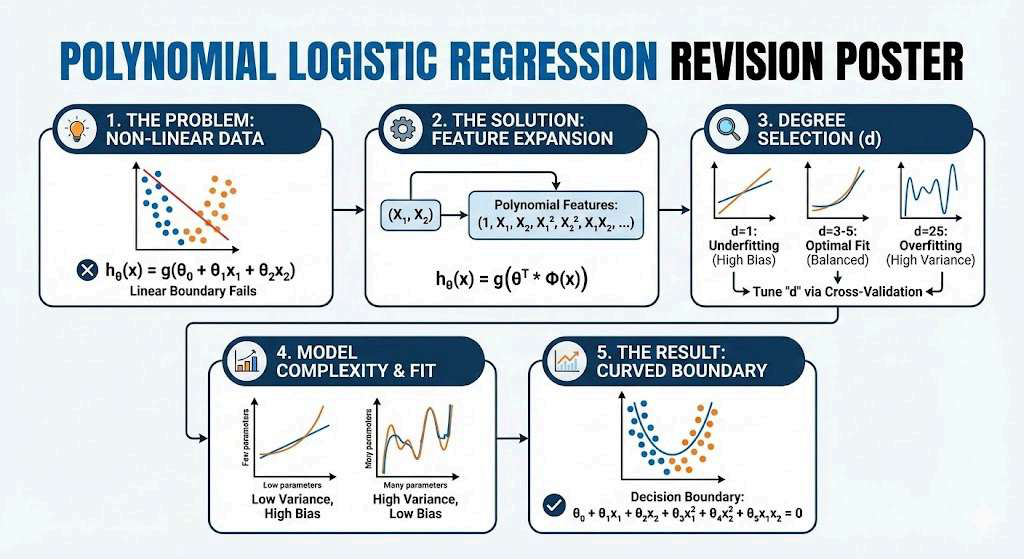 POLYNOMIAL LOGISTIC REGRESSION REVISION POSTER
1. THE PROBLEM:
NON-LINEAR DATA
hθ(x) = g(θ₀ + θ₁x₁ + θ₂x₂)
Linear Boundary Fails
2. THE SOLUTION:
FEATURE EXPANSION
(X₁, X₂)
Polynomial Features:
(1, X₁, X₂, X₁², X₂², X₁X₂, ...)
hθ(x) = g(θᵀ * Φ(x))
3. DEGREE
SELECTION (d)
d=1:
Underfitting
(High Bias)
d=3-5:
Optimal Fit
(Balanced)
d=25:
Overfitting
(High Variance)
Tune "d" via Cross-Validation
4. MODEL
COMPLEXITY & FIT
Few parameters
Low parameters
Low Variance,
High Bias
Many parameters
Many parameters
High Variance,
Low Bias
5. THE RESULT:
CURVED BOUNDARY
Decision Boundary:
θ₀ + θ₁x₁ + θ₂x₂ + θ₃x₁² + θ₄x₂² + θ₅x₁x₂ = 0